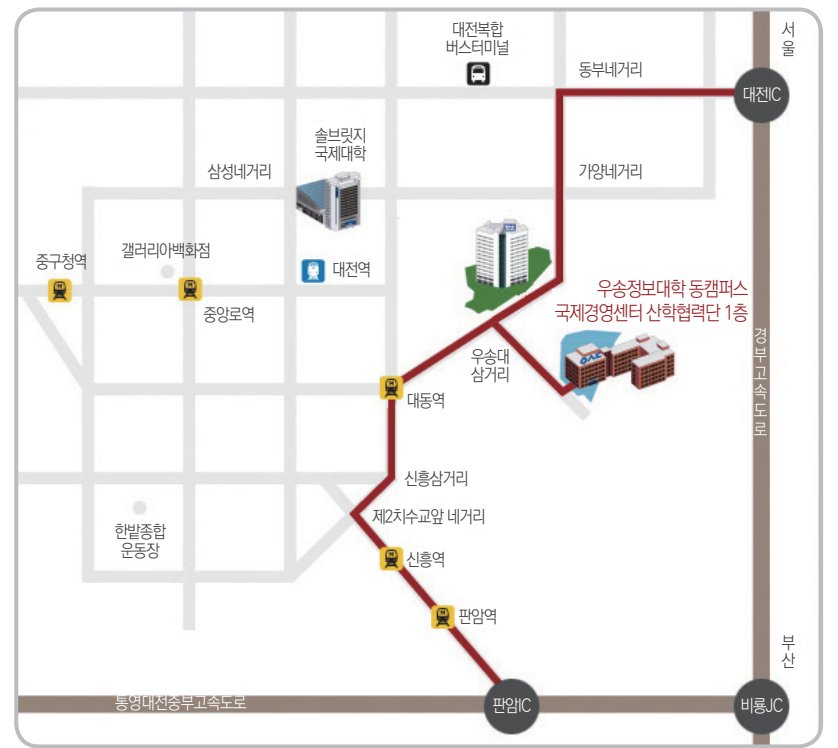 대전복합
버스터미널
서울
동부네거리
대전IC
솔브릿지
국제대학
삼성네거리
가양네거리
갤러리아백화점
중구청역
대전역
중앙로역
우송정보대학 동캠퍼스
국제경영센터 산학협력단 1층
경부고속도로
우송대
삼거리
대동역
신흥삼거리
제2치수교앞 네거리
한밭종합
운동장
신흥역
판암역
부산
통영대전중부고속도로
판암IC
비룡JC